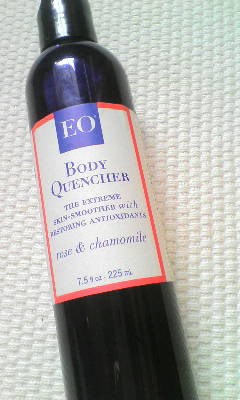 EO®
BODY
QUENCHER
THE EXTREME
SKIN-SMOOTHER with
RESTORING ANTIOXIDANTS
rose & chamomile
7.5 fl oz · 225 mL